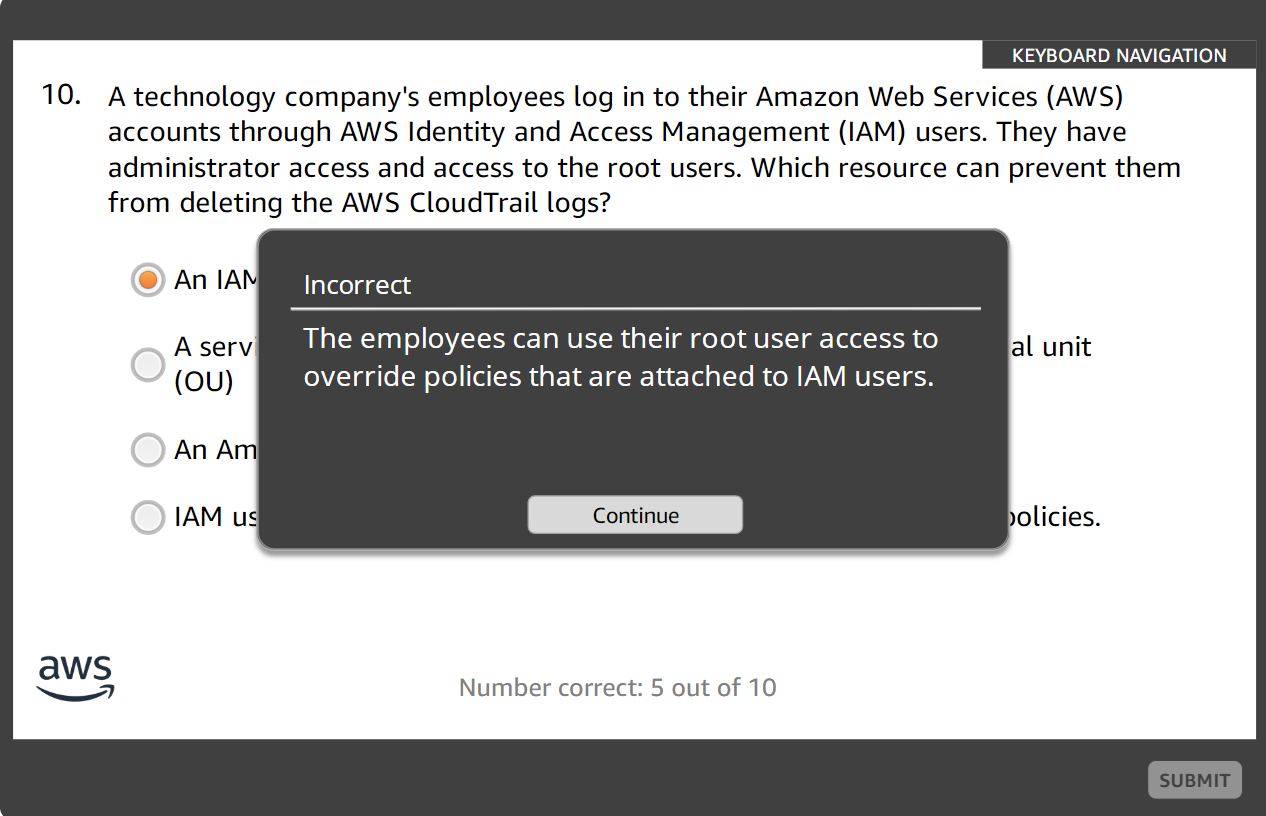 KEYBOARD NAVIGATION
10. A technology company's employees log in to their Amazon Web Services (AWS)
accounts through AWS Identity and Access Management (IAM) users. They have
administrator access and access to the root users. Which resource can prevent them
from deleting the AWS CloudTrail logs?
An IAM
A servi
al unit
(OU)
An Am
IAM us
policies.
Incorrect
The employees can use their root user access to
override policies that are attached to IAM users.
Continue
aws
Number correct: 5 out of 10
SUBMIT